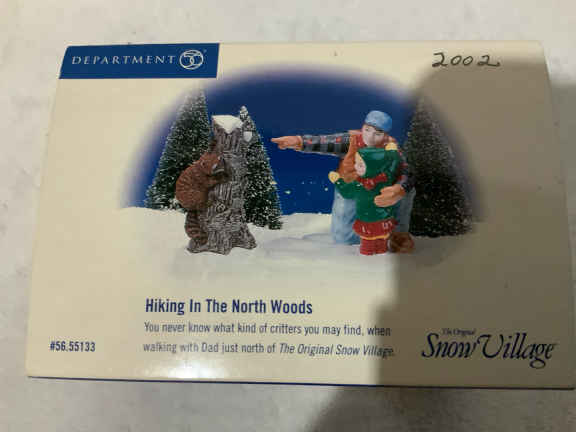 DEPARTMENT 56
2002
Hiking In The North Woods
You never know what kind of critters you may find, when
walking with Dad just north of The Original Snow Village.
#56.55133
The Original
Snow Village